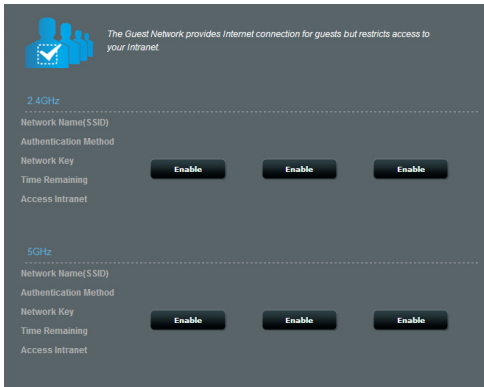 The Guest Network provides Internet connection for guests but restricts access to
your Intranet.
2.4GHz
Network Name(SSID)
Authentication Method
Network Key
Enable Enable Enable
Time Remaining
Access Intranet
5GHz
Network Name(SSID)
Authentication Method
Network Key
Enable Enable Enable
Time Remaining
Access Intranet